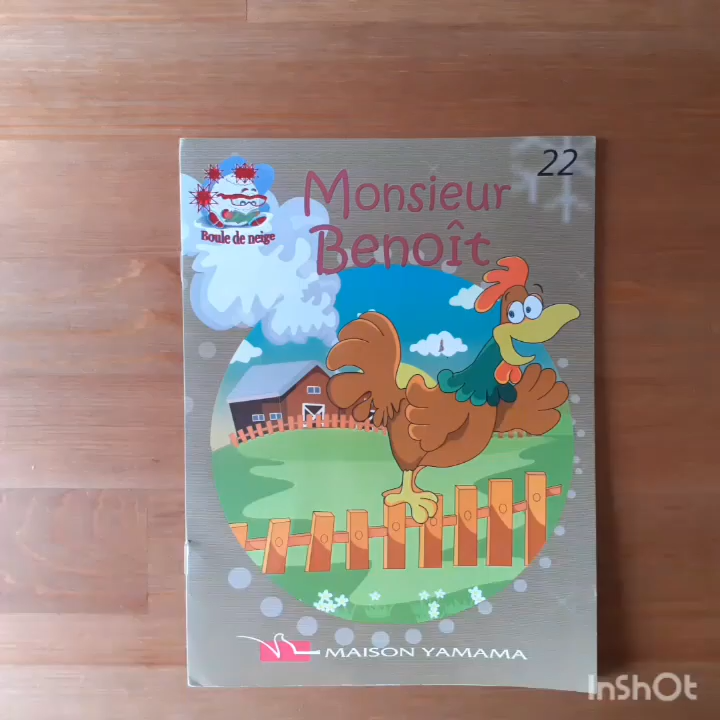 22
Monsieur
Benoît
Boule de neige
MAISON YAMAMA
InShOt